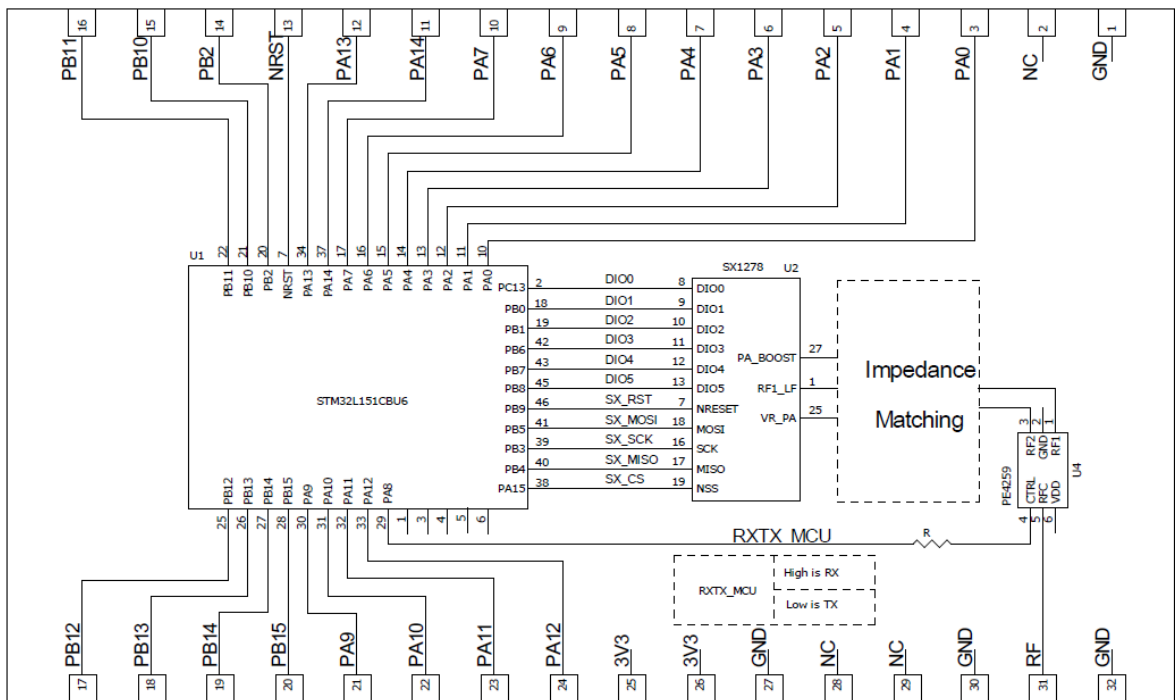 16 15 14 13 12 11 10 9 8 7 6 5 4 3 2 1
PB11 PB10 PB2 NRST PA13 PA14 PA7 PA6 PA5 PA4 PA3 PA2 PA1 PA0 NC GND
U1 22 21 20 7 34 37 17 16 15 14 13 12 11 10
PB11 PB10 PB2 NRST PA13 PA14 PA7 PA6 PA5 PA4 PA3 PA2 PA1 PA0
SX1278 U2
PC13 2 DIO0 8 DIO0
PB0 18 DIO1 9 DIO1
PB1 19 DIO2 10 DIO2
PB6 42 DIO3 11 DIO3
PB7 43 DIO4 12 DIO4
PB8 45 DIO5 13 DIO5
PB9 46 SX_RST 7 NRESET
PB5 41 SX_MOSI 18 MOSI
PB3 39 SX_SCK 16 SCK
PB4 40 SX_MISO 17 MISO
PA15 38 SX_CS 19 NSS
STM32L151CBU6
PA_BOOST 27
RF1_LF 1
VR_PA 25
Impedance
Matching
3 2 1
RF2 GND RF1
PE4259 U4
CTRL RFC VDD
4 5 6
PB12 PB13 PB14 PB15 PA9 PA10 PA11 PA12 PA8
25 26 27 28 30 31 32 33 29 1 3 4 5 6
RXTX_MCU R
RXTX_MCU
High is RX
Low is TX
PB12 PB13 PB14 PB15 PA9 PA10 PA11 PA12 3V3 3V3 GND NC NC GND RF GND
17 18 19 20 21 22 23 24 25 26 27 28 29 30 31 32